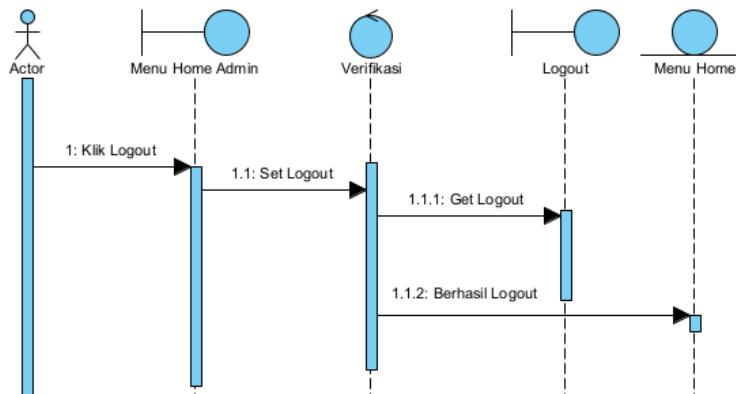 Actor
Menu Home Admin
Verifikasi
Logout
Menu Home
1: Klik Logout
1.1: Set Logout
1.1.1: Get Logout
1.1.2: Berhasil Logout